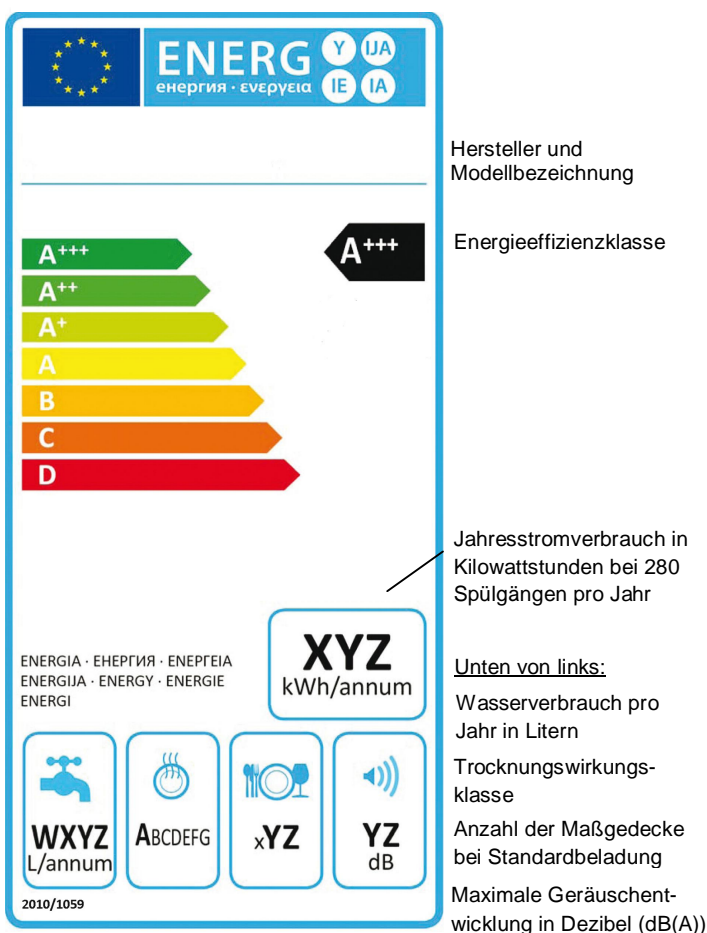 ENERG Y IJA
енергия · ενεργεια IE IA
Hersteller und
Modellbezeichnung
A+++
A+++
Energieeffizienzklasse
A++
A+
A
B
C
D
Jahresstromverbrauch in
Kilowattstunden bei 280
Spülgängen pro Jahr
XYZ
kWh/annum
ENERGIA · ЕНЕРГИЯ · ΕΝΕΡΓΕΙΑ
ENERGIJA · ENERGY · ENERGIE
ENERGI
Unten von links:
Wasserverbrauch pro
Jahr in Litern
Trocknungswirkungs-
klasse
Anzahl der Maßgedecke
bei Standardbeladung
Maximale Geräuschent-
wicklung in Dezibel (dB(A))
WXYZ
L/annum
ABCDEFG
xYZ
YZ
dB
2010/1059